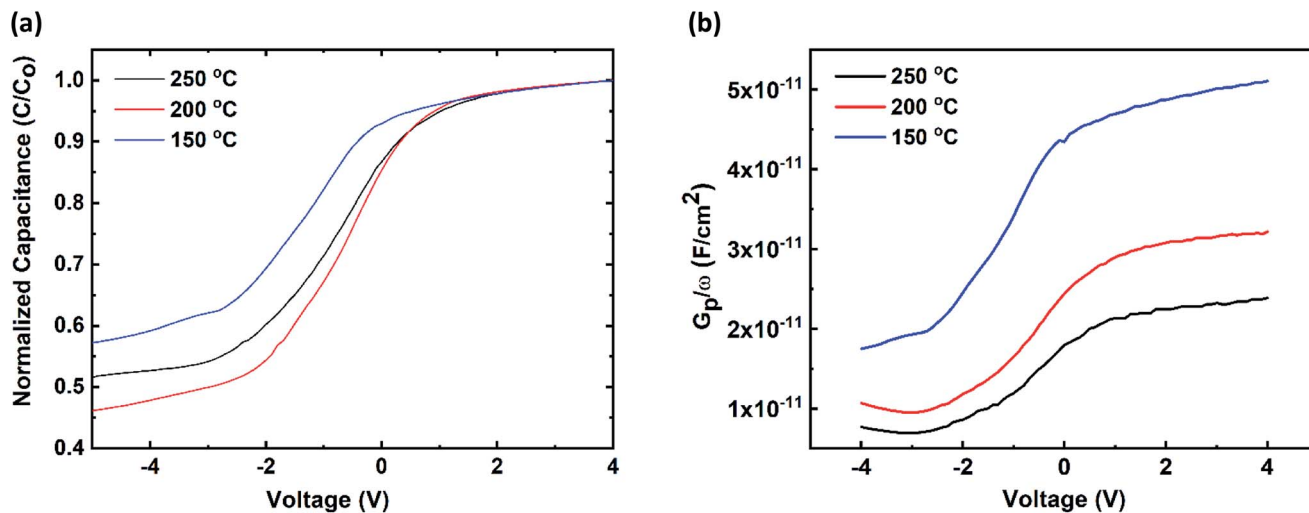 (a)
Normalized Capacitance (C/C₀)
1.0
0.9
0.8
0.7
0.6
0.5
0.4
250 °C
200 °C
150 °C
-4 -2 0 2 4
Voltage (V)
(b)
Gp/ω (F/cm²)
5x10⁻¹¹
4x10⁻¹¹
3x10⁻¹¹
2x10⁻¹¹
1x10⁻¹¹
250 °C
200 °C
150 °C
-4 -2 0 2 4
Voltage (V)